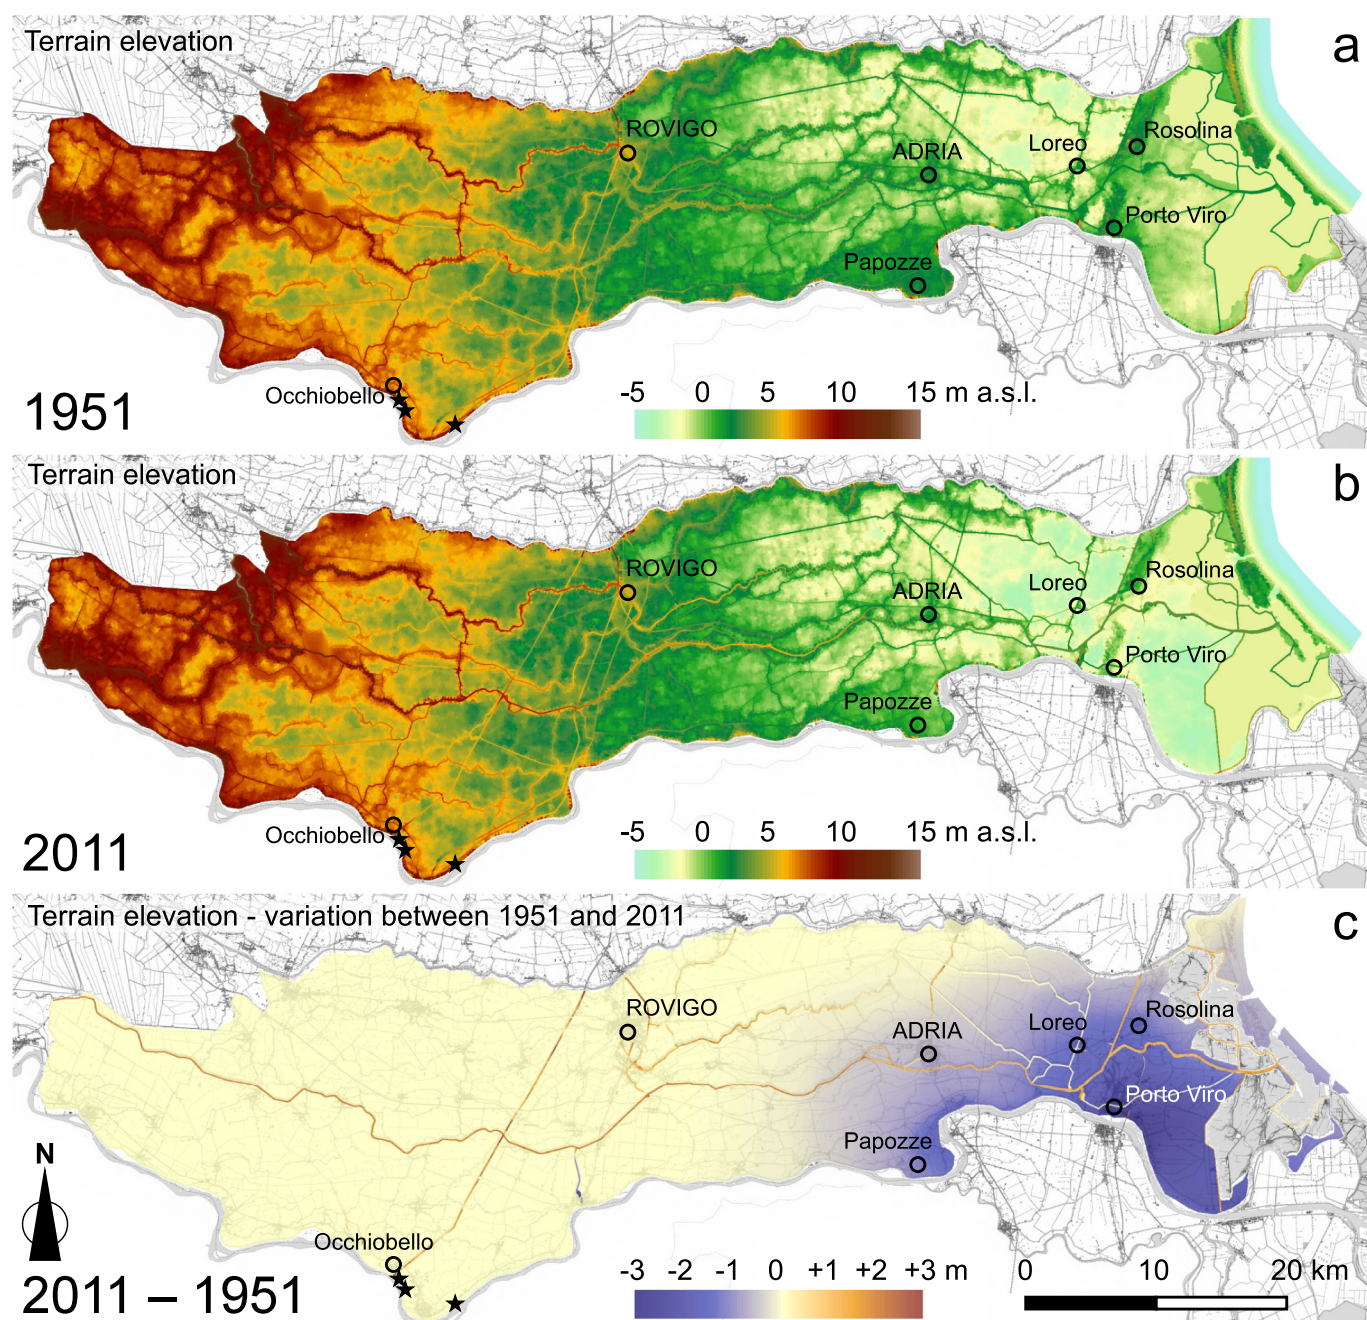 Terrain elevation
a
ROVIGO
ADRIA
Loreo
Rosolina
Porto Viro
Papozze
Occhiobello
-5 0 5 10 15 m a.s.l.
1951
Terrain elevation
b
ROVIGO
ADRIA
Loreo
Rosolina
Porto Viro
Papozze
Occhiobello
-5 0 5 10 15 m a.s.l.
2011
Terrain elevation - variation between 1951 and 2011
c
ROVIGO
ADRIA
Loreo
Rosolina
Porto Viro
Papozze
N
Occhiobello
-3 -2 -1 0 +1 +2 +3 m
0 10 20 km
2011 – 1951